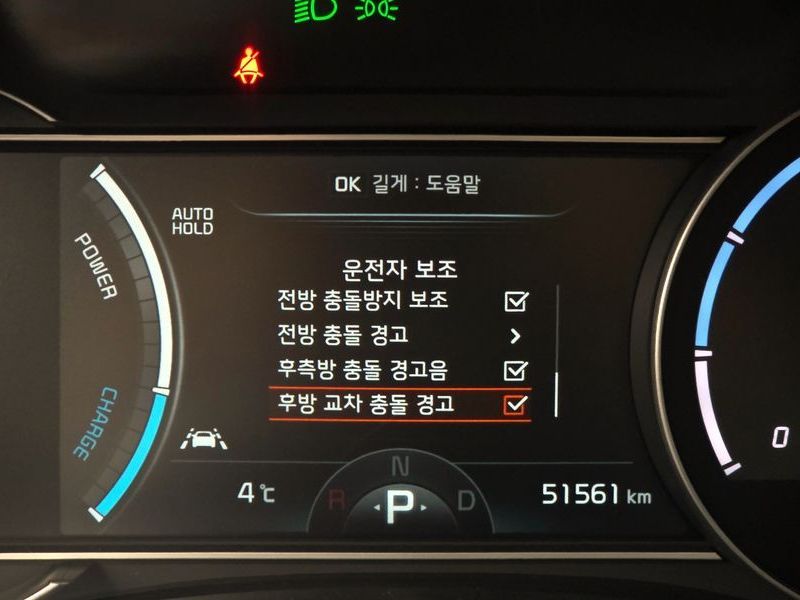 OK 길게 : 도움말
AUTO
HOLD
POWER
CHARGE
운전자 보조
전방 충돌방지 보조
전방 충돌 경고
후측방 충돌 경고음
후방 교차 충돌 경고
N
R P D
4℃
51561 km
0